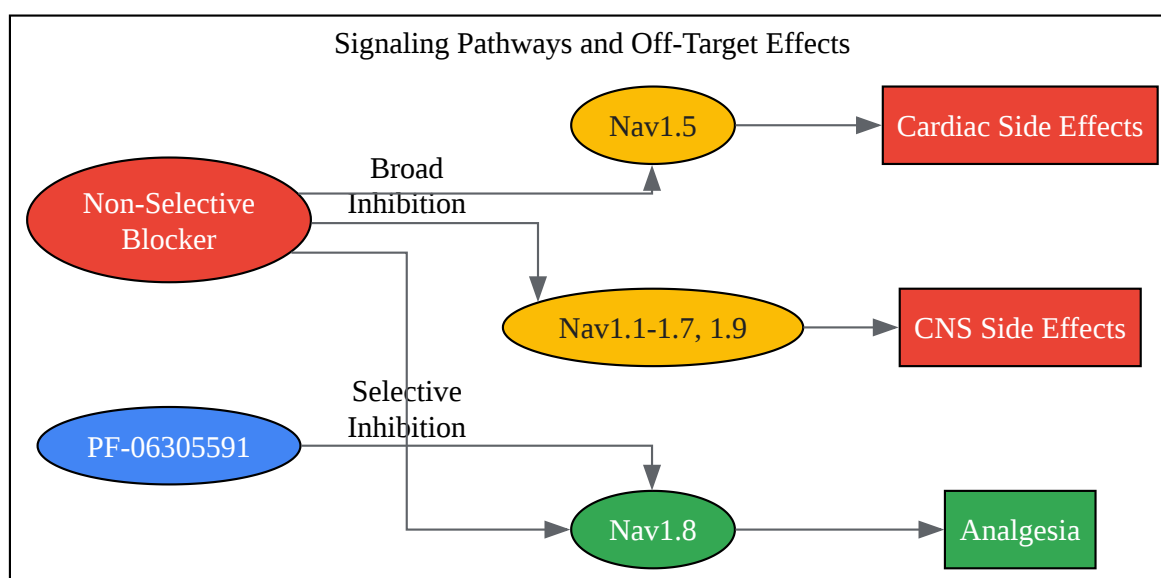 Signaling Pathways and Off-Target Effects
Nav1.5
Cardiac Side Effects
Broad
Inhibition
Non-Selective
Blocker
Nav1.1-1.7, 1.9
CNS Side Effects
Selective
Inhibition
PF-06305591
Nav1.8
Analgesia